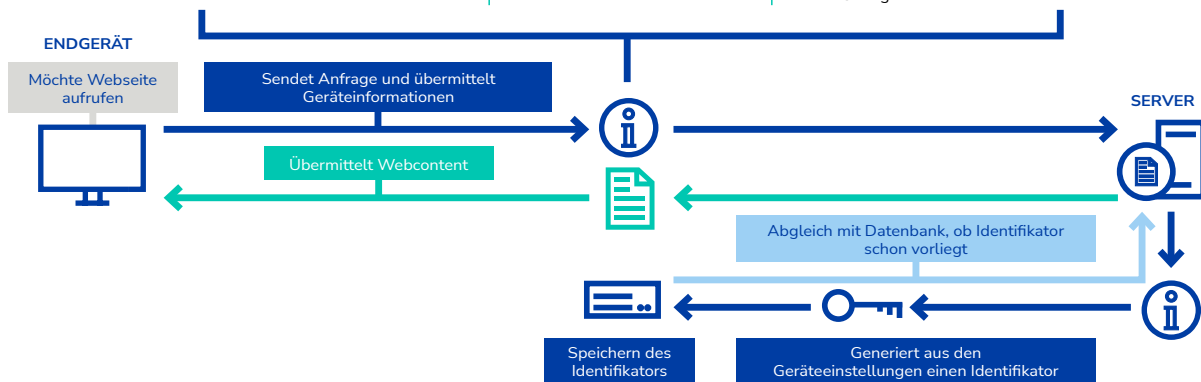 ENDGERÄT
Möchte Webseite
aufrufen
Sendet Anfrage und übermittelt
Geräteinformationen
SERVER
Übermittelt Webcontent
Abgleich mit Datenbank, ob Identifikator
schon vorliegt
Speichern des
Identifikators
Generiert aus den
Geräteeinstellungen einen Identifikator